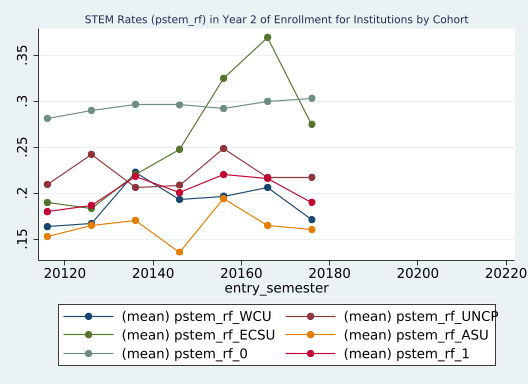 STEM Rates (pstem_rf) in Year 2 of Enrollment for Institutions by Cohort
.35
.3
.25
.2
.15
20120 20140 20160 20180 20200 20220
entry_semester
(mean) pstem_rf_WCU (mean) pstem_rf_UNCP
(mean) pstem_rf_ECSU (mean) pstem_rf_ASU
(mean) pstem_rf_0 (mean) pstem_rf_1